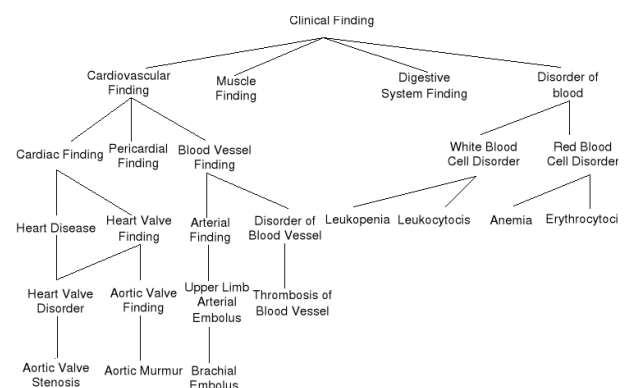 Clinical Finding
Cardiovascular
Finding
Muscle
Finding
Digestive
System Finding
Disorder of
blood
Cardiac Finding
Pericardial
Finding
Blood Vessel
Finding
White Blood
Cell Disorder
Red Blood
Cell Disorder
Heart Disease
Heart Valve
Finding
Arterial
Finding
Disorder of
Blood Vessel
Leukopenia
Leukocytocis
Anemia
Erythrocytoci
Heart Valve
Disorder
Aortic Valve
Finding
Upper Limb
Arterial
Embolus
Thrombosis of
Blood Vessel
Aortic Valve
Stenosis
Aortic Murmur
Brachial
Embolus